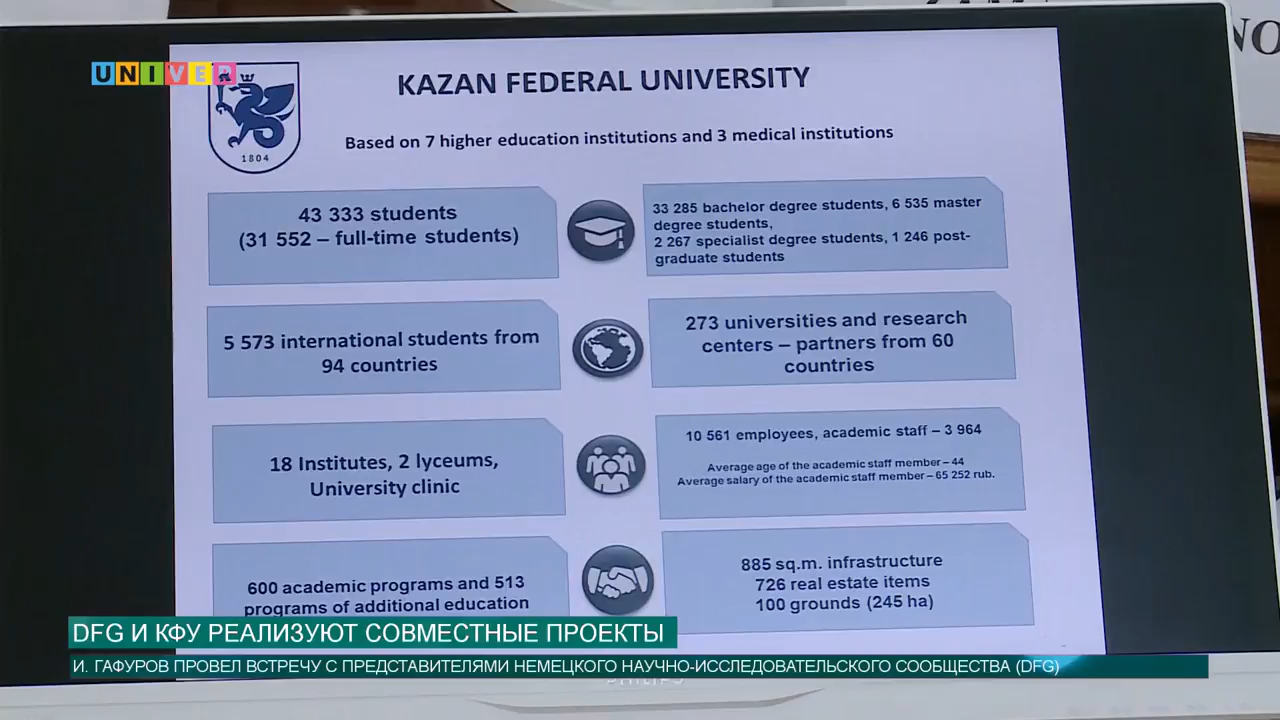 UNIVER
NO
1804
KAZAN FEDERAL UNIVERSITY
Based on 7 higher education institutions and 3 medical institutions
43 333 students
(31 552 – full-time students)
33 285 bachelor degree students, 6 535 master
degree students,
2 267 specialist degree students, 1 246 post-
graduate students
5 573 international students from
94 countries
273 universities and research
centers – partners from 60
countries
18 Institutes, 2 lyceums,
University clinic
10 561 employees, academic staff – 3 964
Average age of the academic staff member – 44
Average salary of the academic staff member – 65 252 rub.
600 academic programs and 513
programs of additional education
885 sq.m. infrastructure
726 real estate items
100 grounds (245 ha)
DFG И КФУ РЕАЛИЗУЮТ СОВМЕСТНЫЕ ПРОЕКТЫ
И. ГАФУРОВ ПРОВЕЛ ВСТРЕЧУ С ПРЕДСТАВИТЕЛЯМИ НЕМЕЦКОГО НАУЧНО-ИССЛЕДОВАТЕЛЬСКОГО СООБЩЕСТВА (DFG)